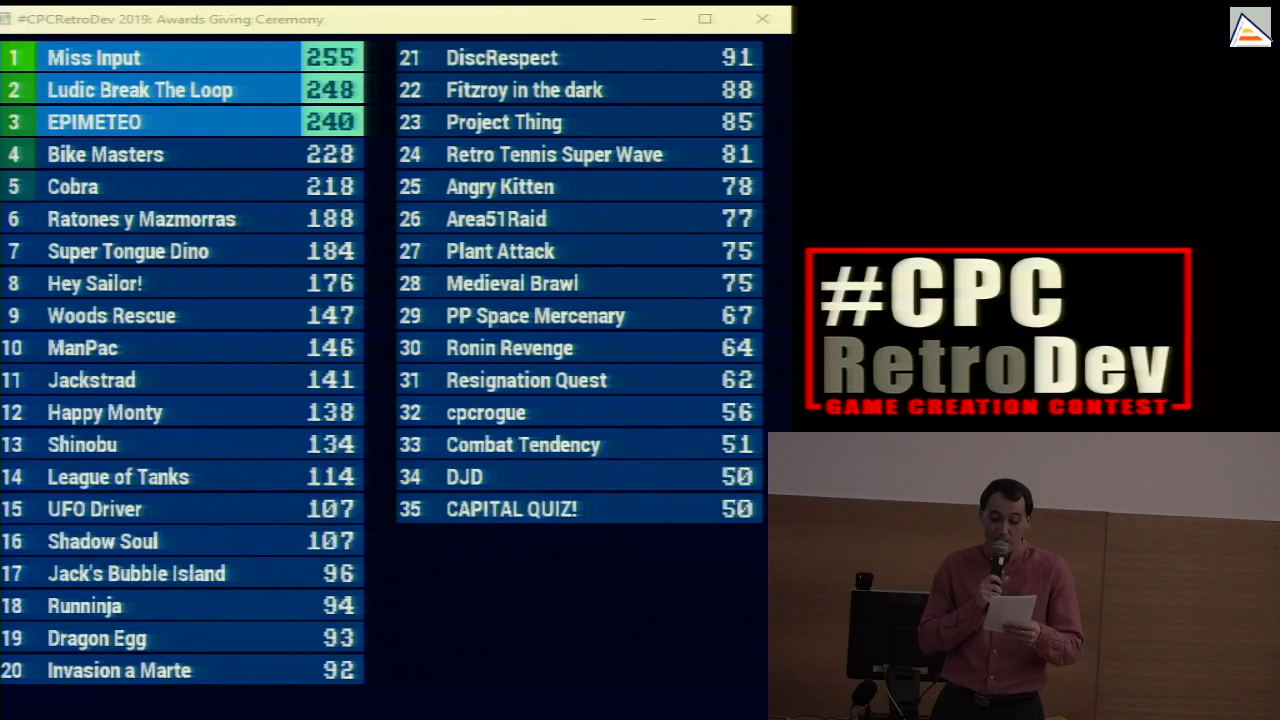 #CPCRetroDev 2019: Awards Giving Ceremony
1 Miss Input 255
2 Ludic Break The Loop 248
3 EPIMETEO 240
4 Bike Masters 228
5 Cobra 218
6 Ratones y Mazmorras 188
7 Super Tongue Dino 184
8 Hey Sailor! 176
9 Woods Rescue 147
10 ManPac 146
11 Jackstrad 141
12 Happy Monty 138
13 Shinobu 134
14 League of Tanks 114
15 UFO Driver 107
16 Shadow Soul 107
17 Jack's Bubble Island 96
18 Runninja 94
19 Dragon Egg 93
20 Invasion a Marte 92
21 DiscRespect 91
22 Fitzroy in the dark 88
23 Project Thing 85
24 Retro Tennis Super Wave 81
25 Angry Kitten 78
26 Area51Raid 77
27 Plant Attack 75
28 Medieval Brawl 75
29 PP Space Mercenary 67
30 Ronin Revenge 64
31 Resignation Quest 62
32 cpcrogue 56
33 Combat Tendency 51
34 DJD 50
35 CAPITAL QUIZ! 50
#CPC
RetroDev
GAME CREATION CONTEST